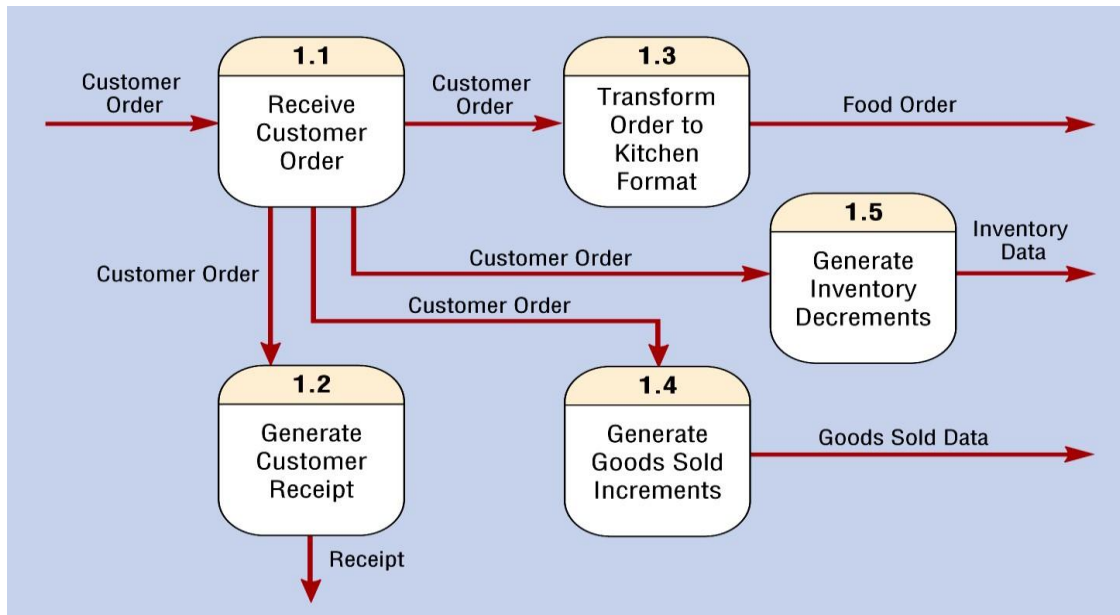 1.1
1.3
Customer
Order
Receive
Customer
Order
Customer
Order
Transform
Order to
Kitchen
Format
Food Order
1.5
Customer Order
Customer Order
Generate
Inventory
Decrements
Inventory
Data
Customer Order
1.2
Generate
Customer
Receipt
1.4
Generate
Goods Sold
Increments
Goods Sold Data
Receipt